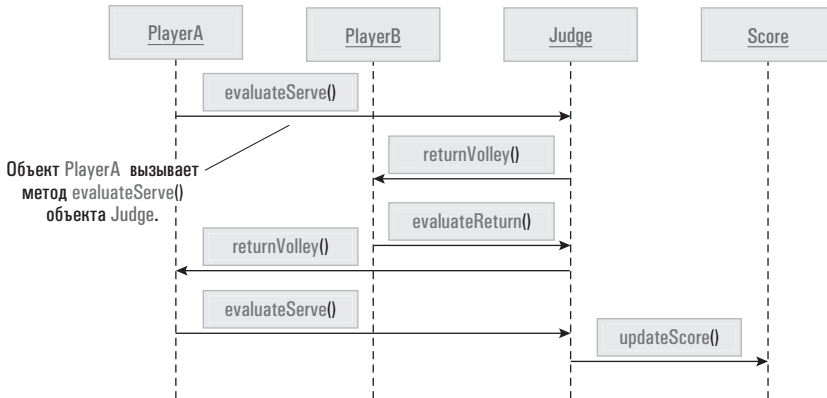 PlayerA
PlayerB
Judge
Score
evaluateServe()
Объект PlayerA вызывает
метод evaluateServe()
объекта Judge.
returnVolley()
evaluateReturn()
returnVolley()
evaluateServe()
updateScore()